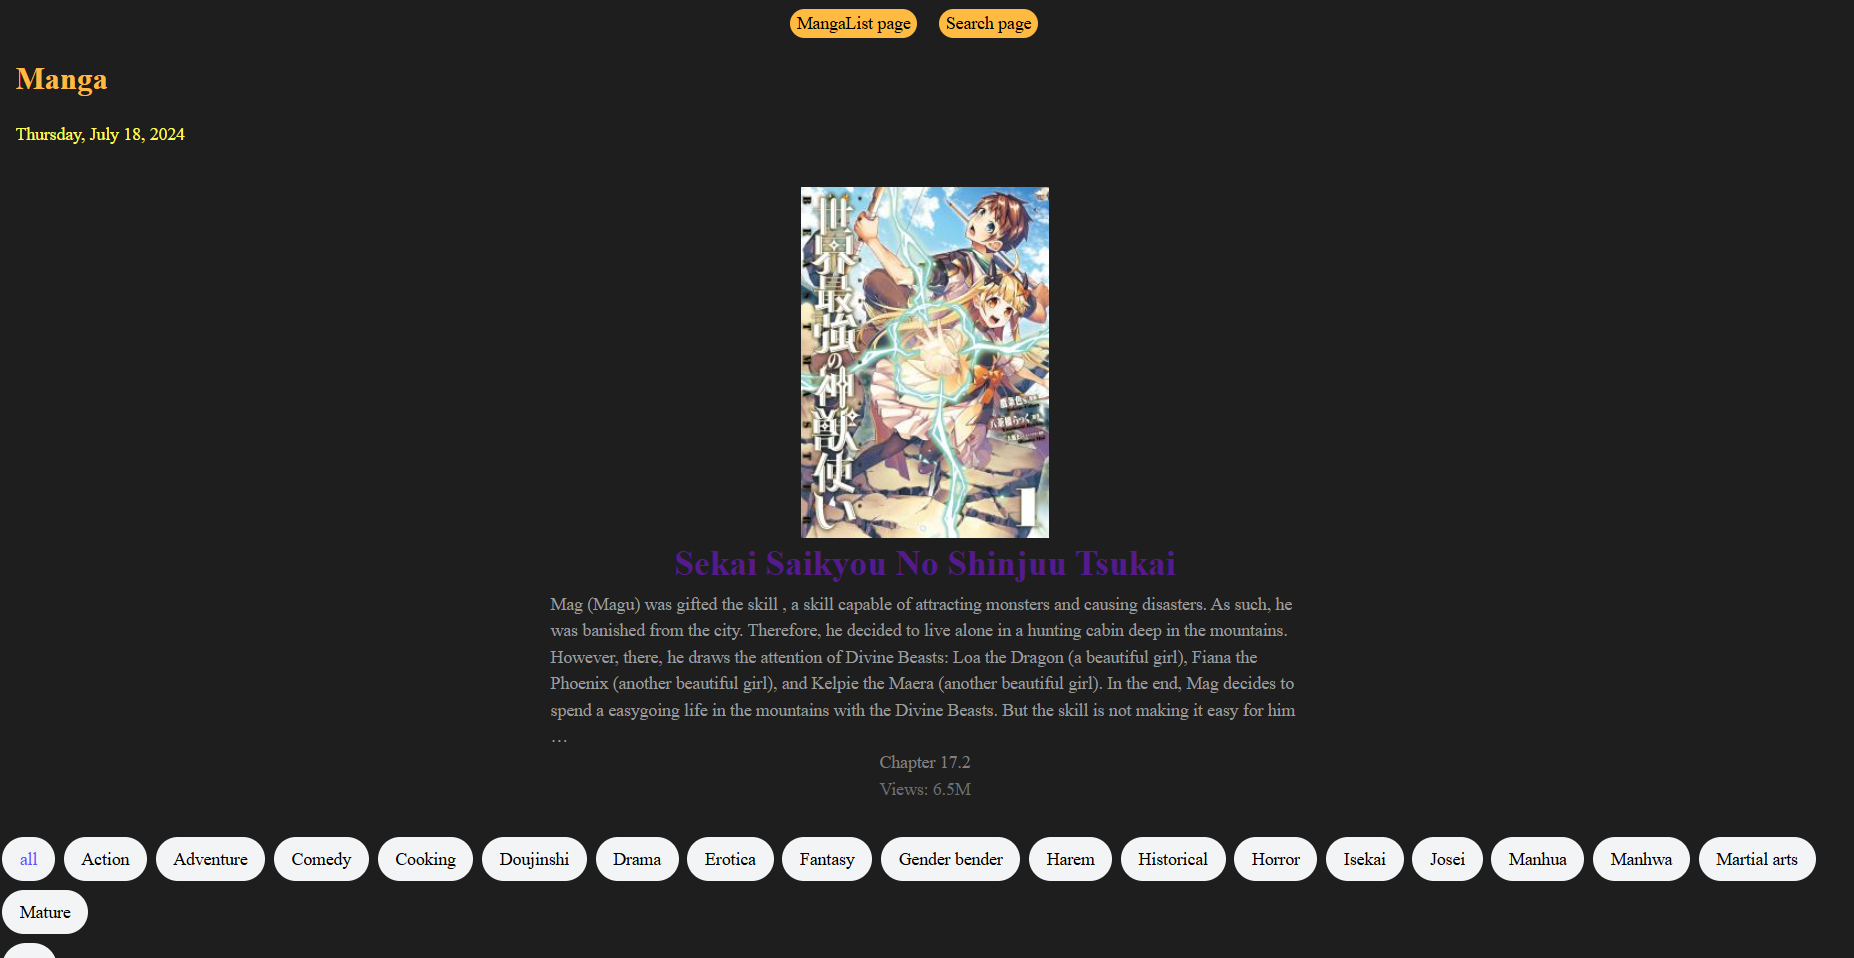 MangaList page Search page
Manga
Thursday, July 18, 2024
世界最強の神獣使い
1
Sekai Saikyou No Shinjuu Tsukai
Mag (Magu) was gifted the skill , a skill capable of attracting monsters and causing disasters. As such, he
was banished from the city. Therefore, he decided to live alone in a hunting cabin deep in the mountains.
However, there, he draws the attention of Divine Beasts: Loa the Dragon (a beautiful girl), Fiana the
Phoenix (another beautiful girl), and Kelpie the Maera (another beautiful girl). In the end, Mag decides to
spend a easygoing life in the mountains with the Divine Beasts. But the skill is not making it easy for him
…
Chapter 17.2
Views: 6.5M
all Action Adventure Comedy Cooking Doujinshi Drama Erotica Fantasy Gender bender Harem Historical Horror Isekai Josei Manhua Manhwa Martial arts
Mature